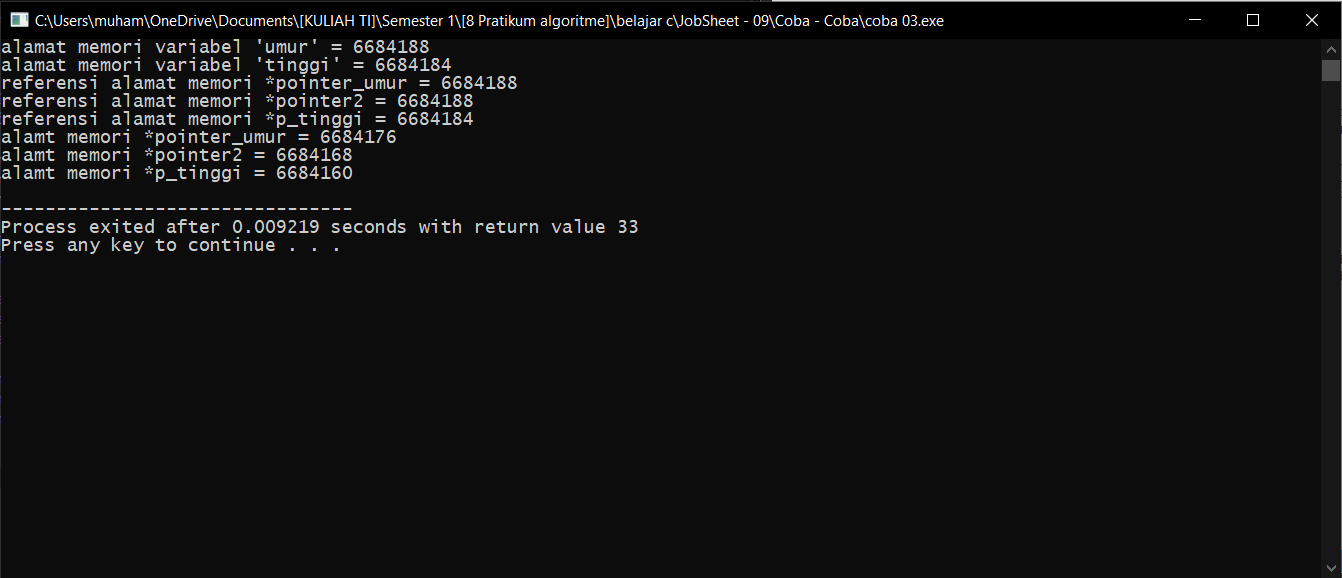 C:\Users\muham\OneDrive\Documents\[KULIAH TI]\Semester 1\[8 Pratikum algoritme]\belajar c\JobSheet - 09\Coba - Coba\coba 03.exe
alamat memori variabel 'umur' = 6684188
alamat memori variabel 'tinggi' = 6684184
referensi alamat memori *pointer_umur = 6684188
referensi alamat memori *pointer2 = 6684188
referensi alamat memori *p_tinggi = 6684184
alamt memori *pointer_umur = 6684176
alamt memori *pointer2 = 6684168
alamt memori *p_tinggi = 6684160
--------------------------------
Process exited after 0.009219 seconds with return value 33
Press any key to continue . . .